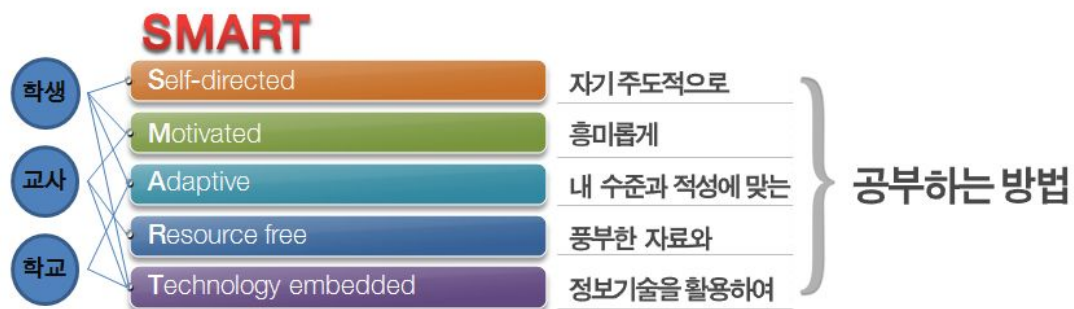 SMART
학생
교사
학교
Self-directed
Motivated
Adaptive
Resource free
Technology embedded
자기 주도적으로
흥미롭게
내 수준과 적성에 맞는
풍부한 자료와
정보기술을 활용하여
공부하는 방법